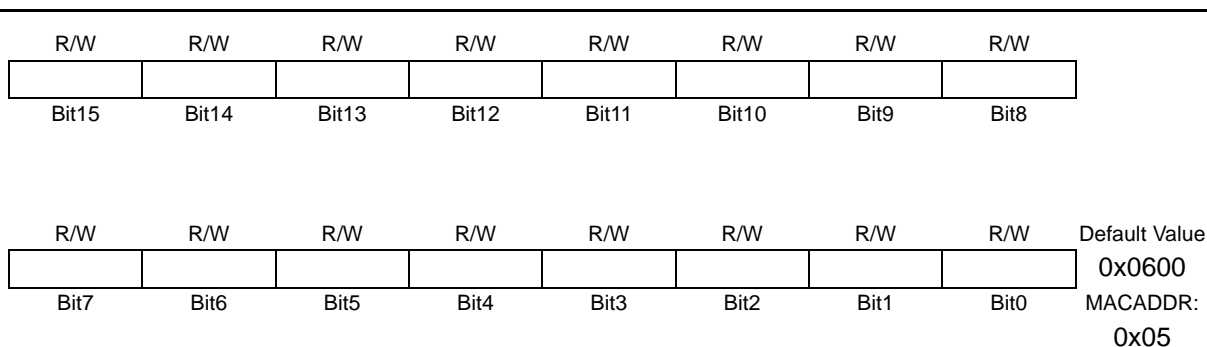 R/W R/W R/W R/W R/W R/W R/W R/W
Bit15 Bit14 Bit13 Bit12 Bit11 Bit10 Bit9 Bit8
R/W R/W R/W R/W R/W R/W R/W R/W Default Value
0x0600
Bit7 Bit6 Bit5 Bit4 Bit3 Bit2 Bit1 Bit0 MACADDR:
0x05